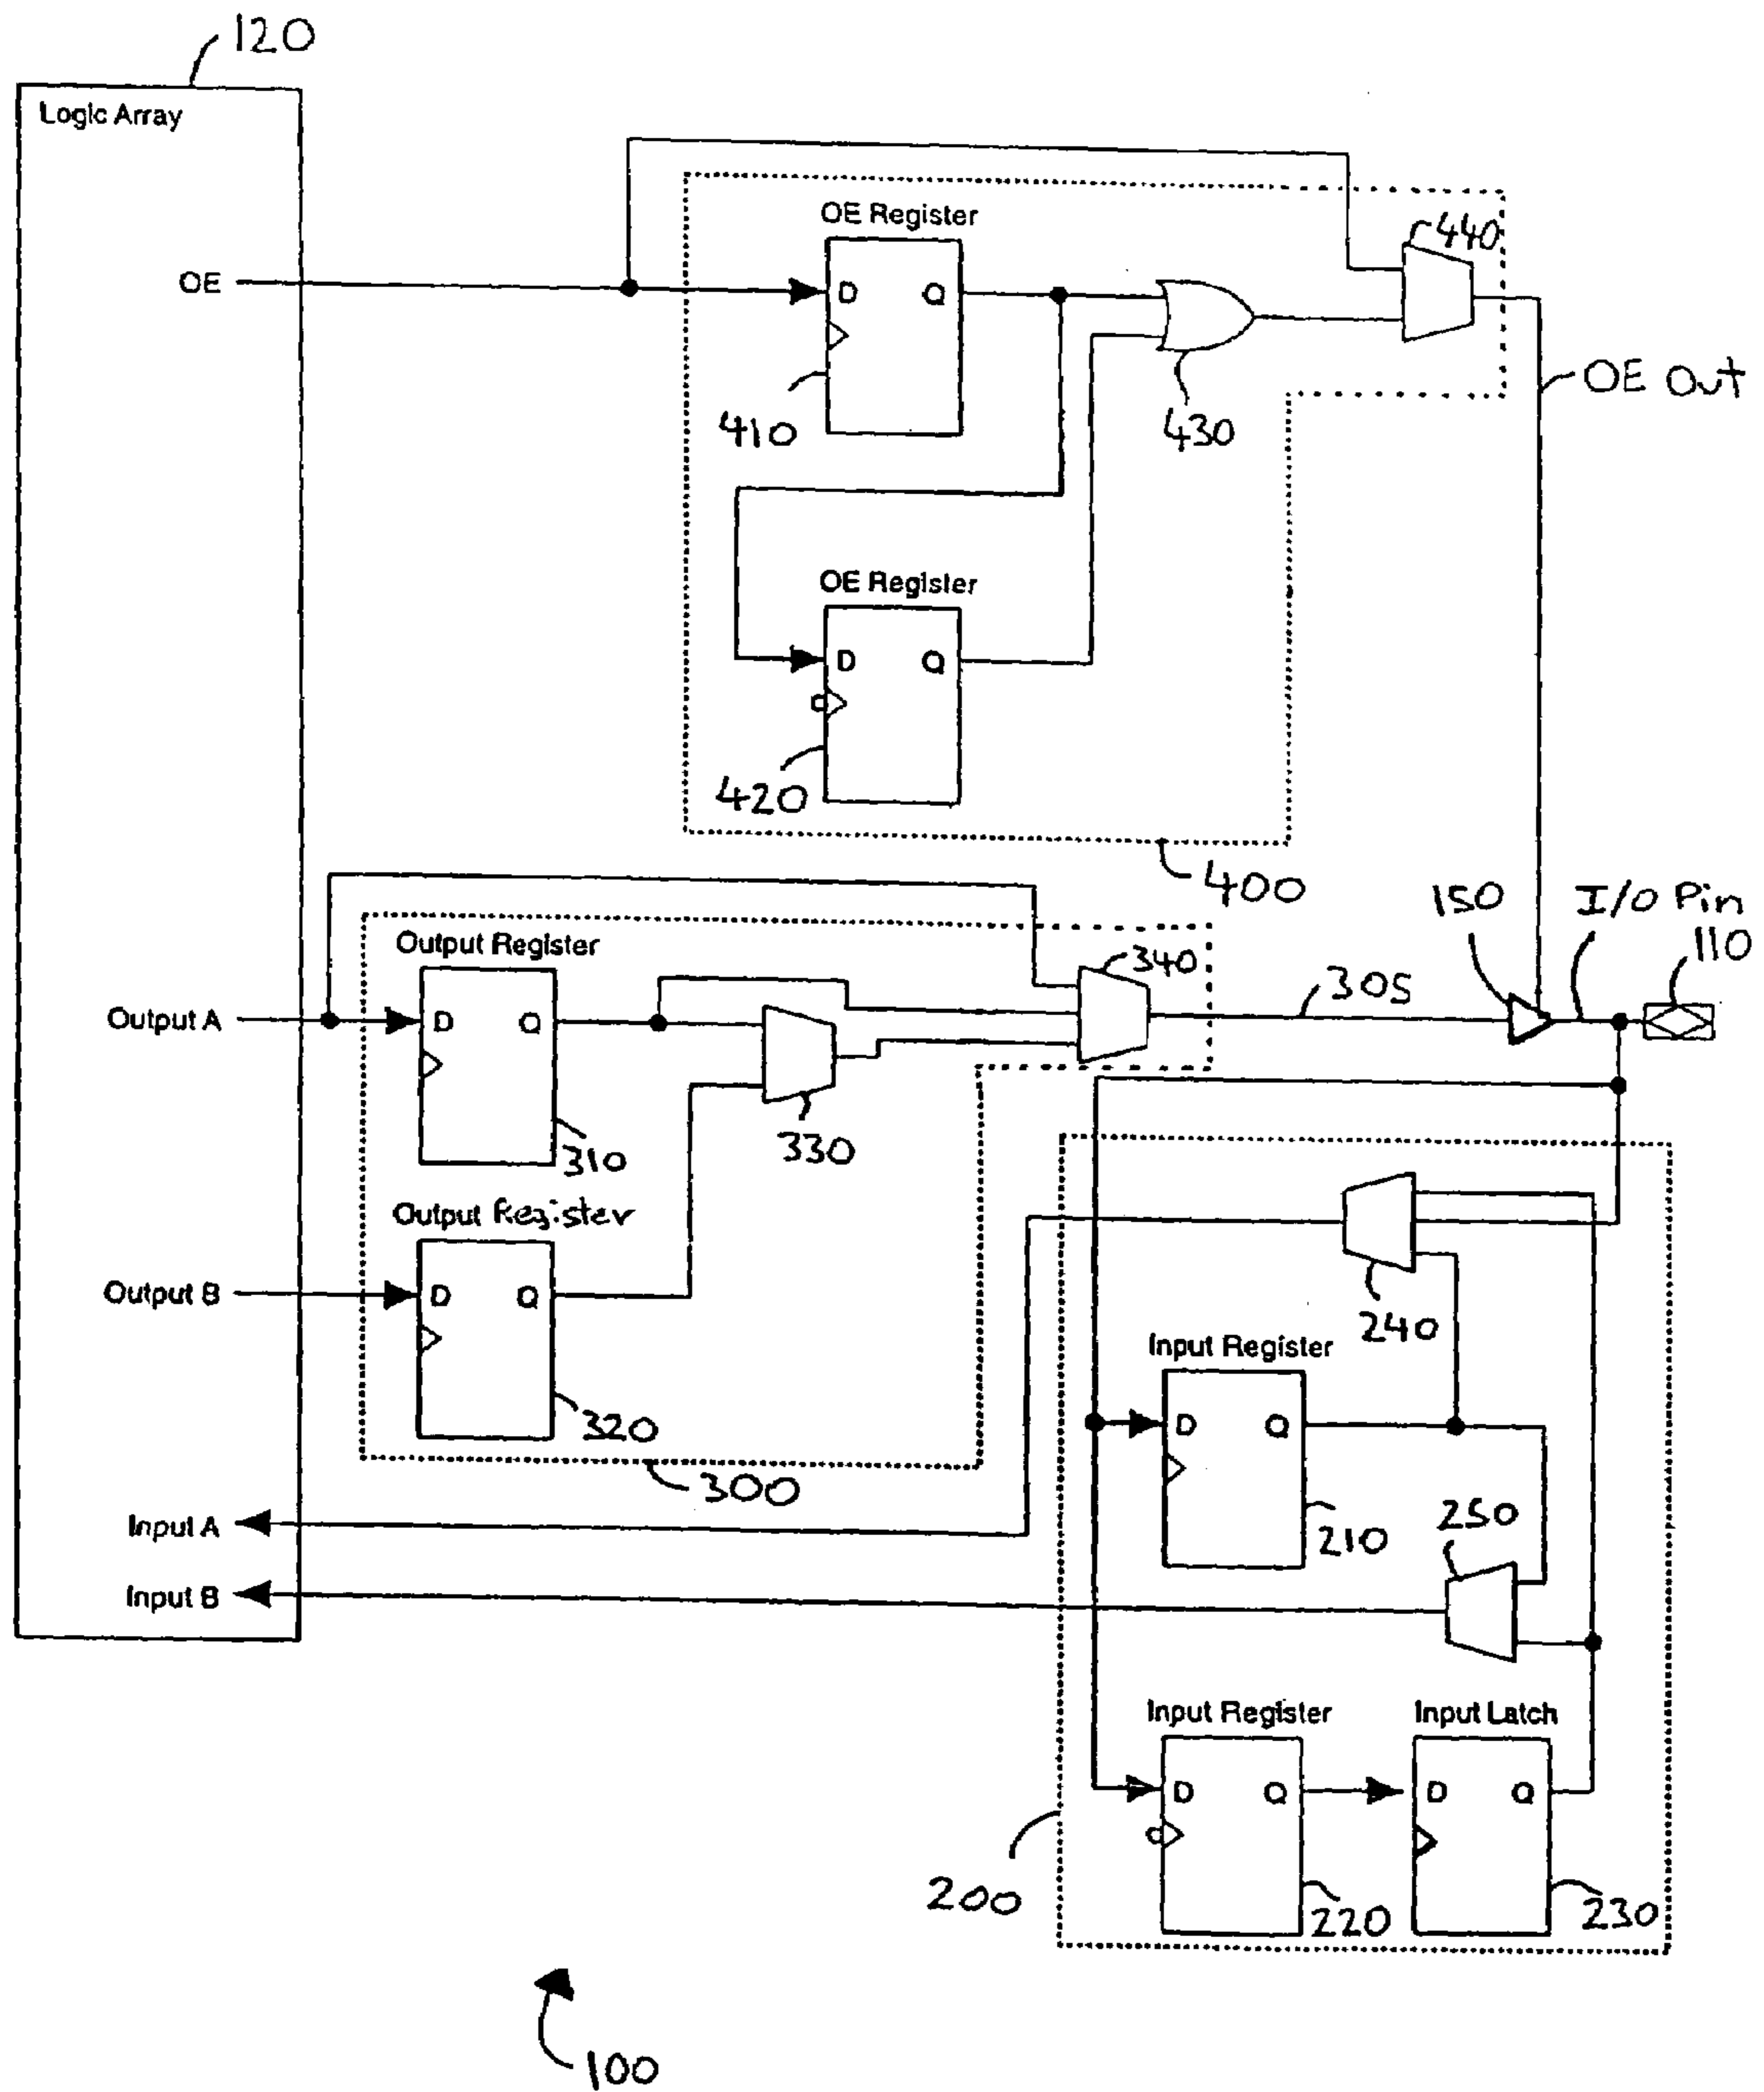 120
Logic Array
OE Register
440
OE
D Q
OE Out
410
430
OE Register
D Q
420
400
150
I/O Pin
110
Output Register
340
305
Output A
D Q
330
310
Output Register
Output B
D Q
240
Input Register
320
D Q
300
250
Input A
210
Input B
Input Register
Input Latch
D Q
D Q
200
220
230
100